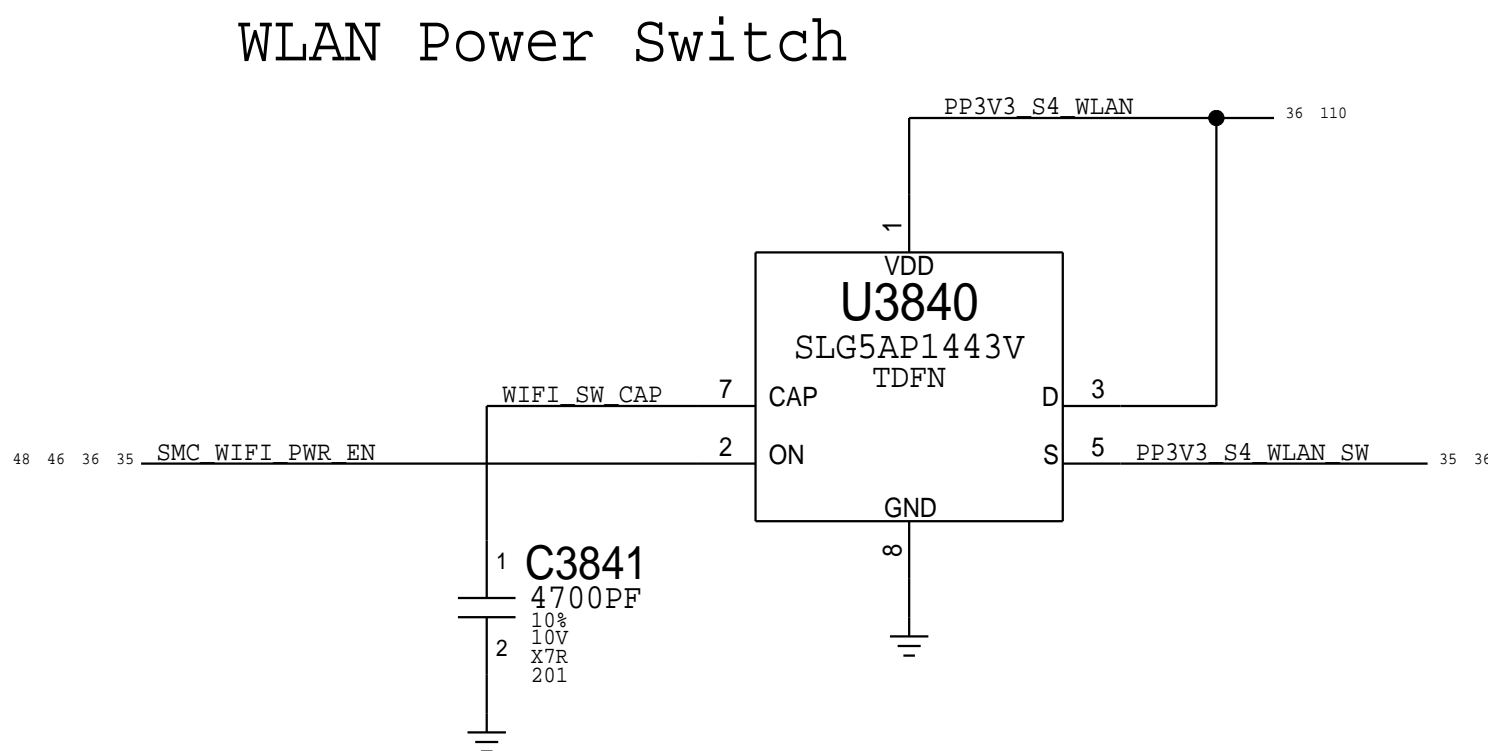 WLAN Power Switch
PP3V3_S4_WLAN
36 110
1
VDD
U3840
SLG5AP1443V
TDFN
WIFI_SW_CAP 7 CAP D 3
48 46 36 35 SMC_WIFI_PWR_EN 2 ON S 5 PP3V3_S4_WLAN_SW 35 36
GND
8
1 C3841
4700PF
10%
10V
2 X7R
201